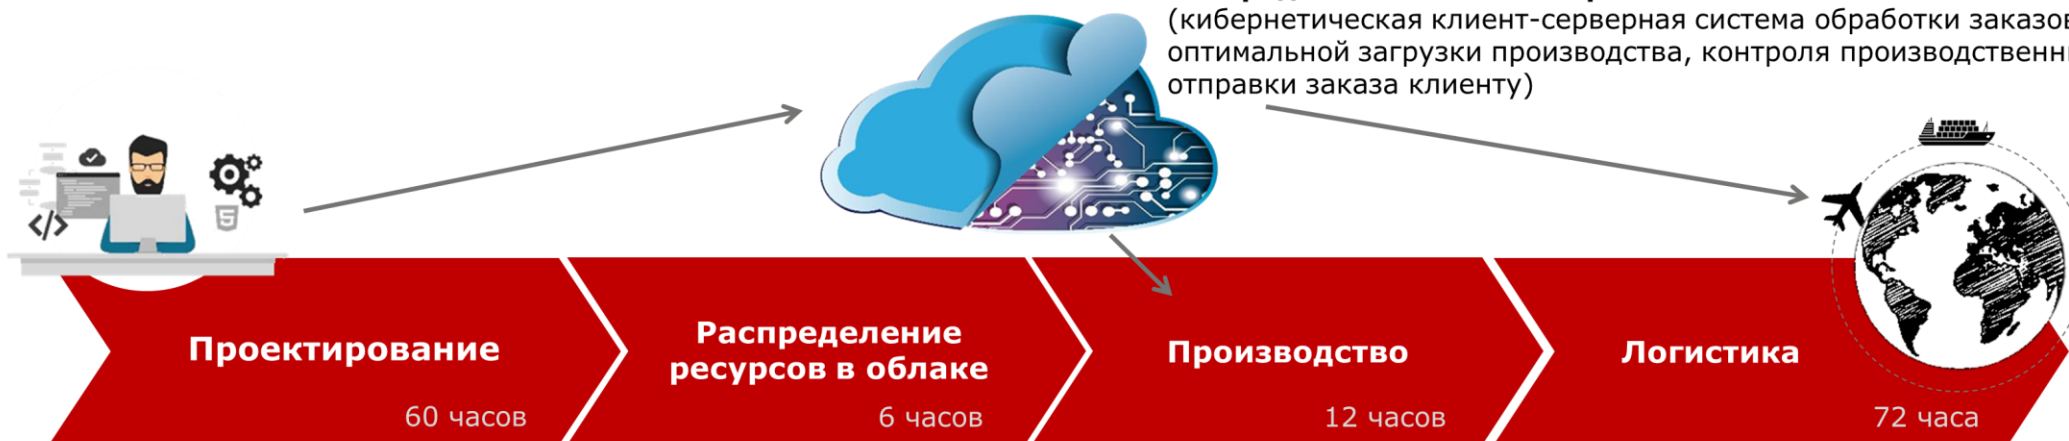 (кибернетическая клиент-серверная система обработки заказов
оптимальной загрузки производства, контроля
отправки заказа клиенту)
</>
5
Проектирование
60 часов
Распределение
ресурсов в облаке
6 часов
Производство
12 часов
Логистика
72 часа